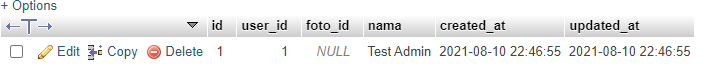 + Options
←T→ id user_id foto_id nama created_at updated_at
Edit Copy Delete 1 1 NULL Test Admin 2021-08-10 22:46:55 2021-08-10 22:46:55